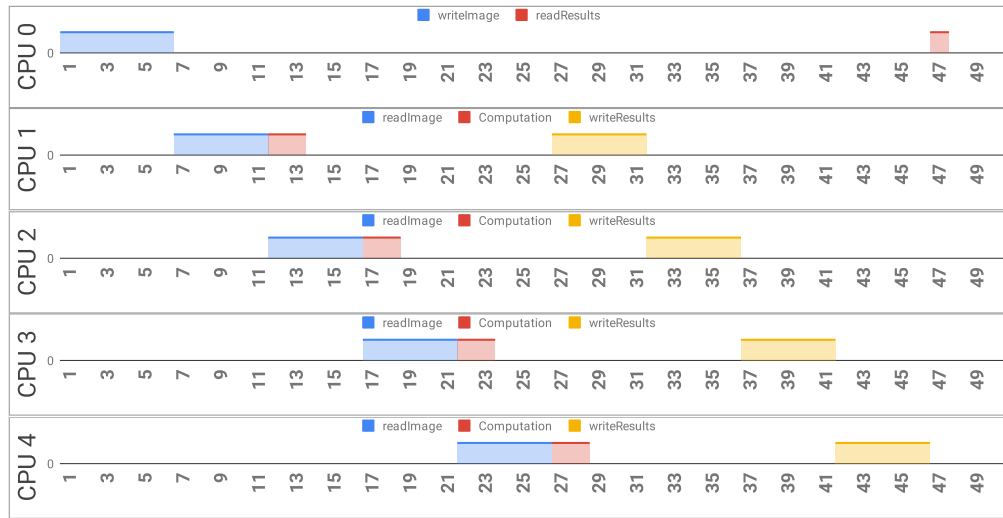 writeImage readResults
CPU 0
0
1 3 5 7 9 11 13 15 17 19 21 23 25 27 29 31 33 35 37 39 41 43 45 47 49
readImage Computation writeResults
CPU 1
0
1 3 5 7 9 11 13 15 17 19 21 23 25 27 29 31 33 35 37 39 41 43 45 47 49
readImage Computation writeResults
CPU 2
0
1 3 5 7 9 11 13 15 17 19 21 23 25 27 29 31 33 35 37 39 41 43 45 47 49
readImage Computation writeResults
CPU 3
0
1 3 5 7 9 11 13 15 17 19 21 23 25 27 29 31 33 35 37 39 41 43 45 47 49
readImage Computation writeResults
CPU 4
0
1 3 5 7 9 11 13 15 17 19 21 23 25 27 29 31 33 35 37 39 41 43 45 47 49